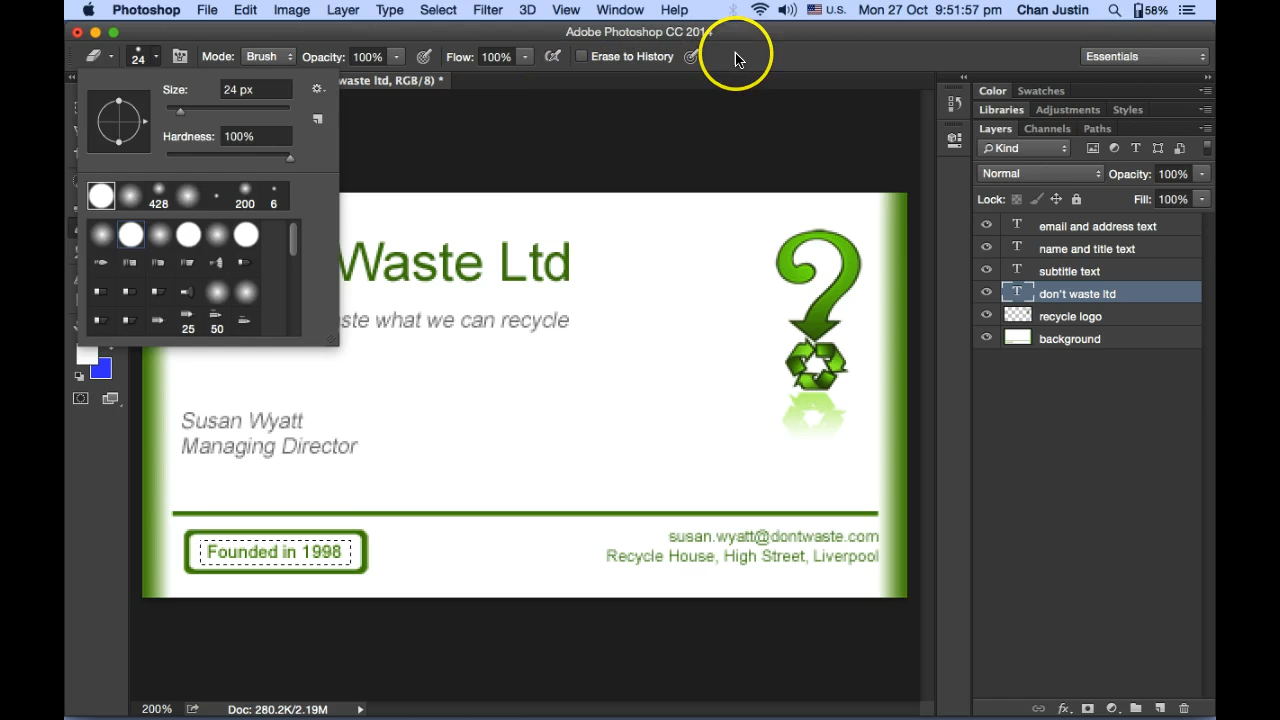 Photoshop File Edit Image Layer Type Select Filter 3D View Window Help U.S. Mon 27 Oct 9:51:57 pm Chan Justin 58%
Adobe Photoshop CC 2014
24 Mode: Brush Opacity: 100% Flow: 100% Erase to History Essentials
waste ltd, RGB/8) *
Size: 24 px
Hardness: 100%
428 200 6
25 50
Color Swatches
Libraries Adjustments Styles
Layers Channels Paths
Kind
Normal Opacity: 100%
Lock: Fill: 100%
email and address text
name and title text
subtitle text
don't waste ltd
recycle logo
background
Waste Ltd
ste what we can recycle
Susan Wyatt
Managing Director
Founded in 1998
susan.wyatt@dontwaste.com
Recycle House, High Street, Liverpool
200% Doc: 280.2K/2.19M